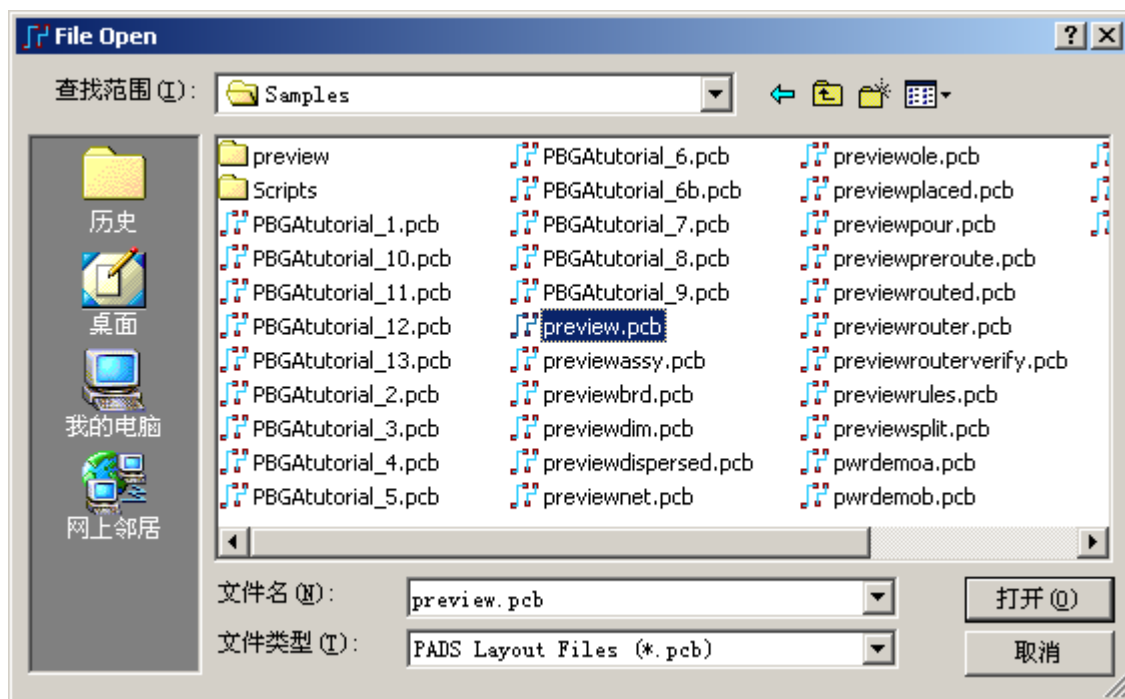 File Open
查找范围(I):
Samples
历史
桌面
我的电脑
网上邻居
preview
Scripts
PBGAtutorial_1.pcb
PBGAtutorial_10.pcb
PBGAtutorial_11.pcb
PBGAtutorial_12.pcb
PBGAtutorial_13.pcb
PBGAtutorial_2.pcb
PBGAtutorial_3.pcb
PBGAtutorial_4.pcb
PBGAtutorial_5.pcb
PBGAtutorial_6.pcb
PBGAtutorial_6b.pcb
PBGAtutorial_7.pcb
PBGAtutorial_8.pcb
PBGAtutorial_9.pcb
preview.pcb
previewassy.pcb
previewbrd.pcb
previewdim.pcb
previewdispersed.pcb
previewnet.pcb
previewole.pcb
previewplaced.pcb
previewpour.pcb
previewpreroute.pcb
previewrouted.pcb
previewrouter.pcb
previewrouterverify.pcb
previewrules.pcb
previewsplit.pcb
pwrdemoa.pcb
pwrdemob.pcb
文件名(N):
preview.pcb
打开(O)
文件类型(T):
PADS Layout Files (*.pcb)
取消